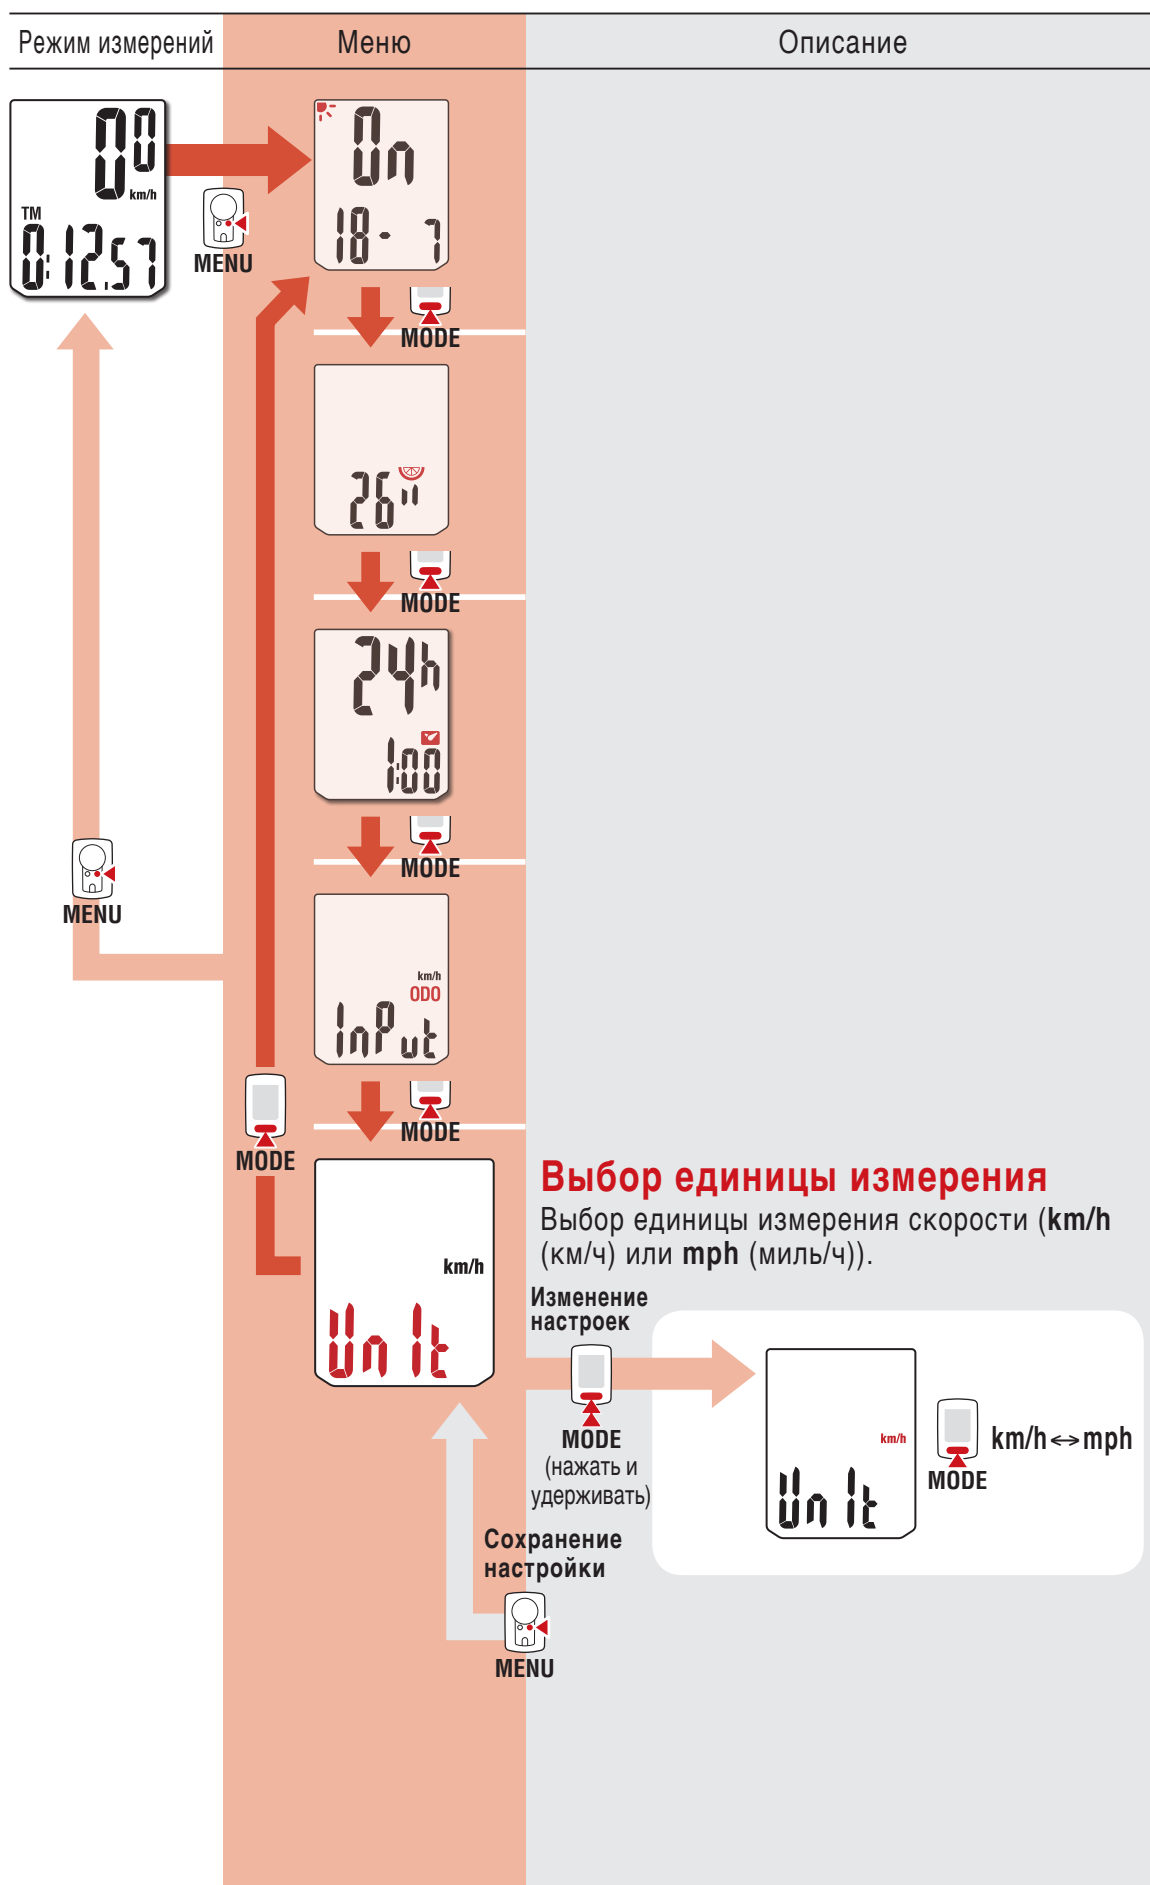 Режим измерений
Меню
Описание
00
km/h
TM
0:12.57
MENU
On
18- 7
MODE
26"
MODE
24h
1:00
MODE
MENU
km/h
ODO
InPut
MODE
MODE
km/h
UnIt
Выбор единицы измерения
Выбор единицы измерения скорости (km/h
(км/ч) или mph (миль/ч)).
Изменение
настроек
MODE
(нажать и
удерживать)
km/h
UnIt
MODE
km/h↔mph
Сохранение
настройки
MENU